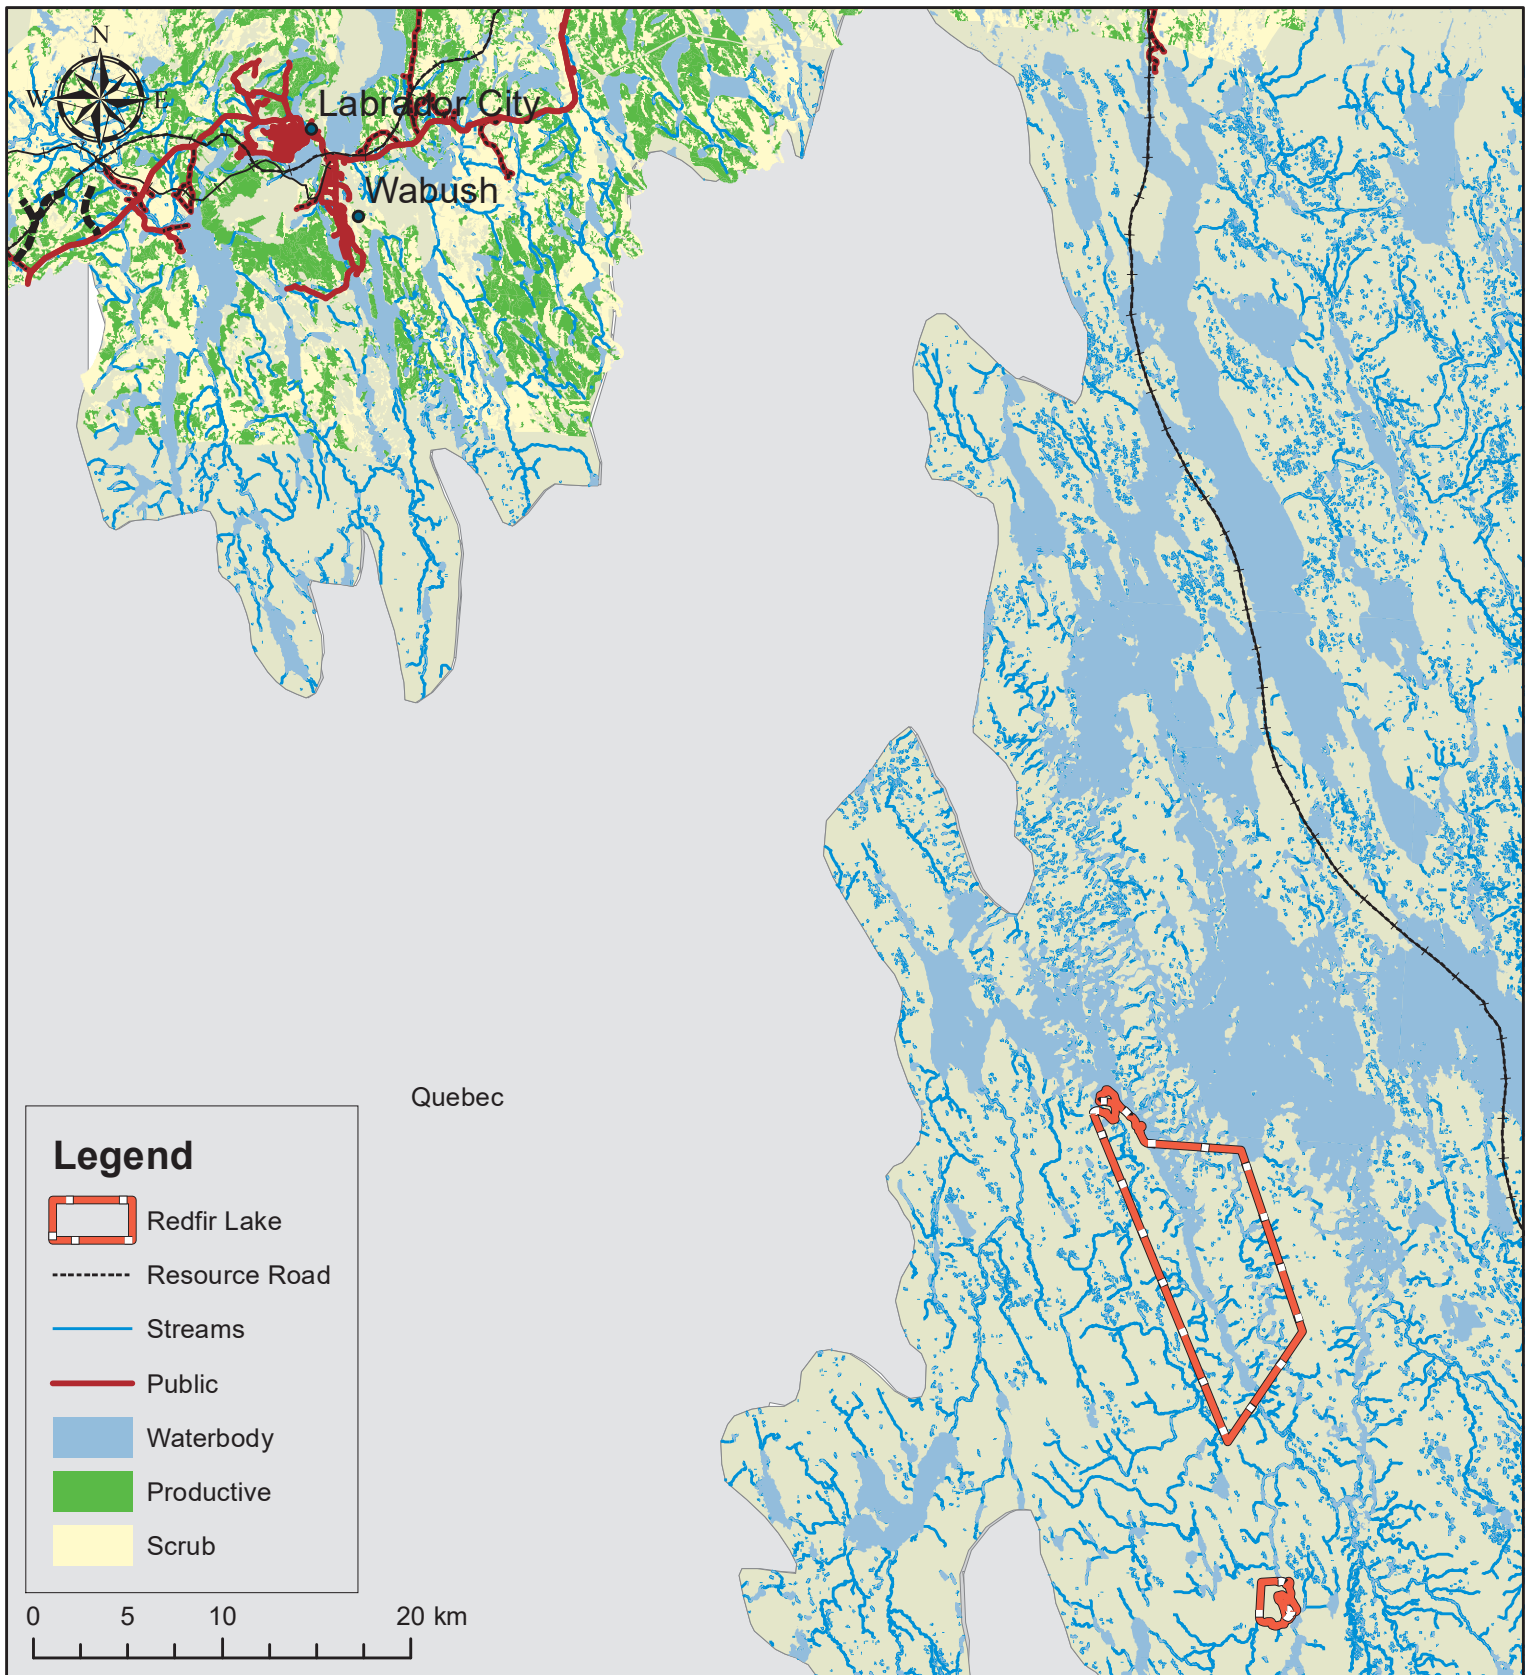 N
W E
Labrador City
Wabush
Quebec
Legend
Redfir Lake
Resource Road
Streams
Public
Waterbody
Productive
Scrub
0 5 10 20 km